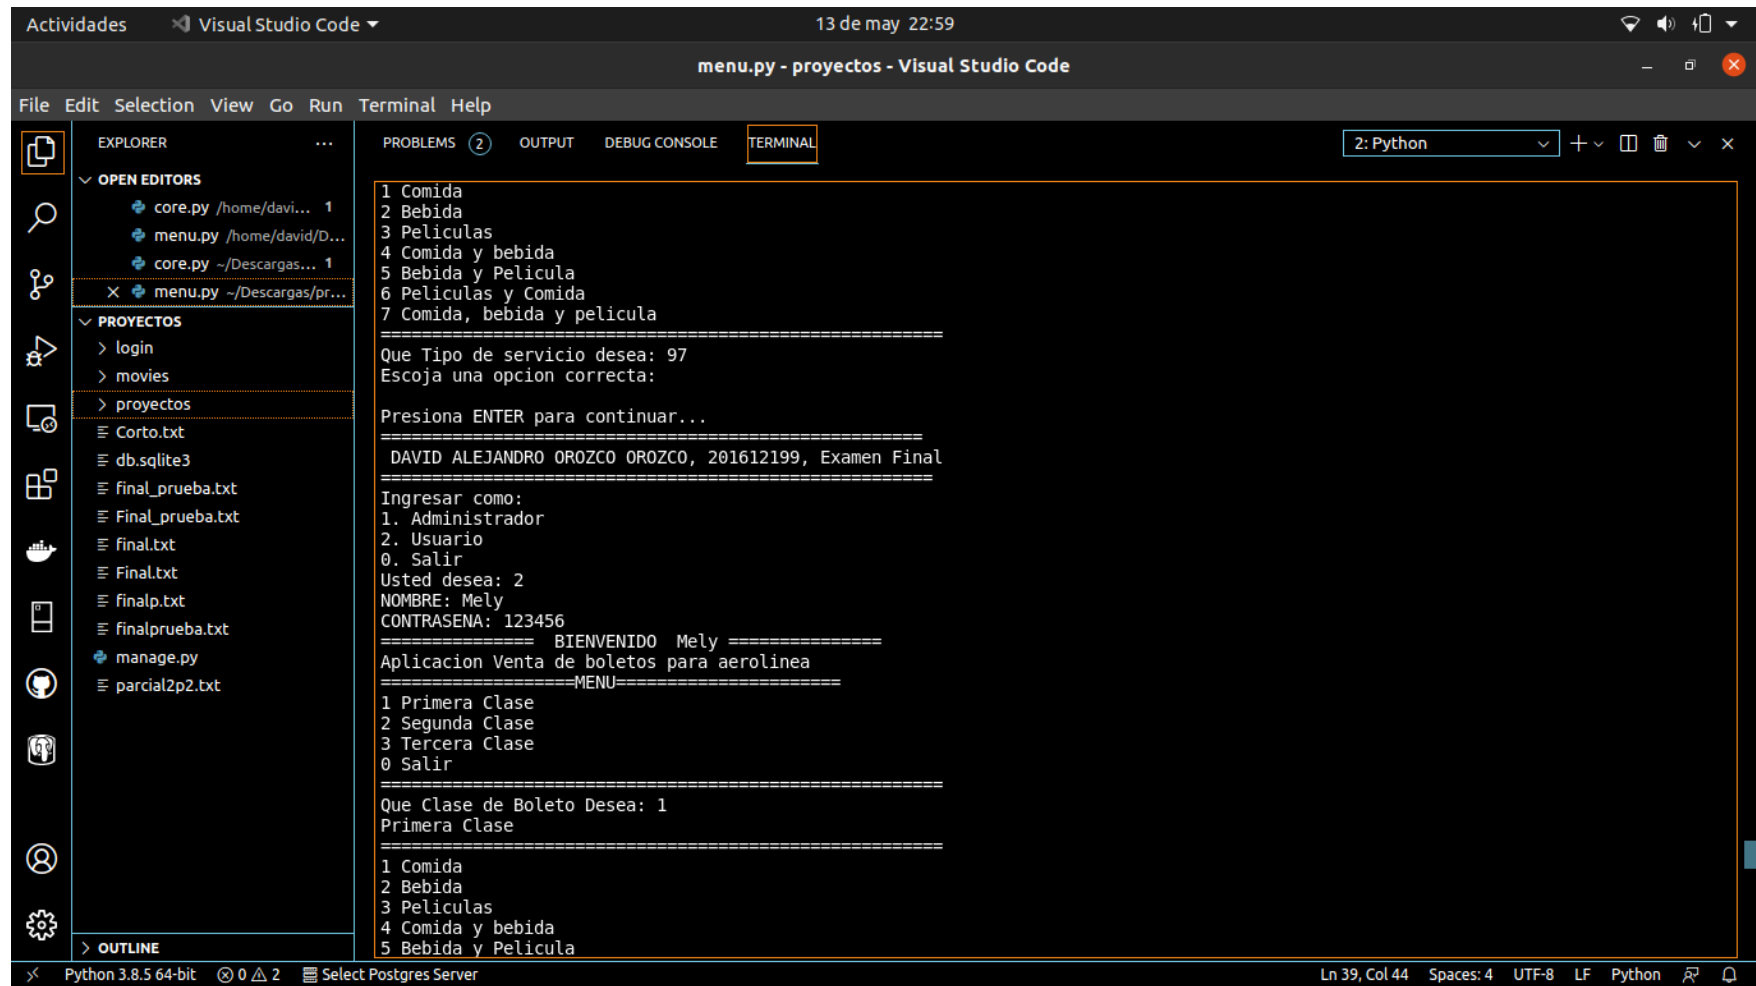 Actividades Visual Studio Code 13 de may 22:59
menu.py - proyectos - Visual Studio Code
File Edit Selection View Go Run Terminal Help
EXPLORER ...
OPEN EDITORS
core.py /home/davi... 1
menu.py /home/david/D...
core.py ~/Descargas... 1
menu.py ~/Descargas/pr...
PROYECTOS
login
movies
proyectos
Corto.txt
db.sqlite3
final_prueba.txt
Final_prueba.txt
final.txt
Final.txt
finalp.txt
finalprueba.txt
manage.py
parcial2p2.txt
OUTLINE
PROBLEMS 2 OUTPUT DEBUG CONSOLE TERMINAL 2: Python
1 Comida
2 Bebida
3 Peliculas
4 Comida y bebida
5 Bebida y Pelicula
6 Peliculas y Comida
7 Comida, bebida y pelicula
=======================================================
Que Tipo de servicio desea: 97
Escoja una opcion correcta:
Presiona ENTER para continuar...
=====================================================
DAVID ALEJANDRO OROZCO OROZCO, 201612199, Examen Final
======================================================
Ingresar como:
1. Administrador
2. Usuario
0. Salir
Usted desea: 2
NOMBRE: Mely
CONTRASENA: 123456
=============== BIENVENIDO Mely ===============
Aplicacion Venta de boletos para aerolinea
===================MENU======================
1 Primera Clase
2 Segunda Clase
3 Tercera Clase
0 Salir
=======================================================
Que Clase de Boleto Desea: 1
Primera Clase
=======================================================
1 Comida
2 Bebida
3 Peliculas
4 Comida y bebida
5 Bebida y Pelicula
Python 3.8.5 64-bit 0 2 Select Postgres Server Ln 39, Col 44 Spaces: 4 UTF-8 LF Python